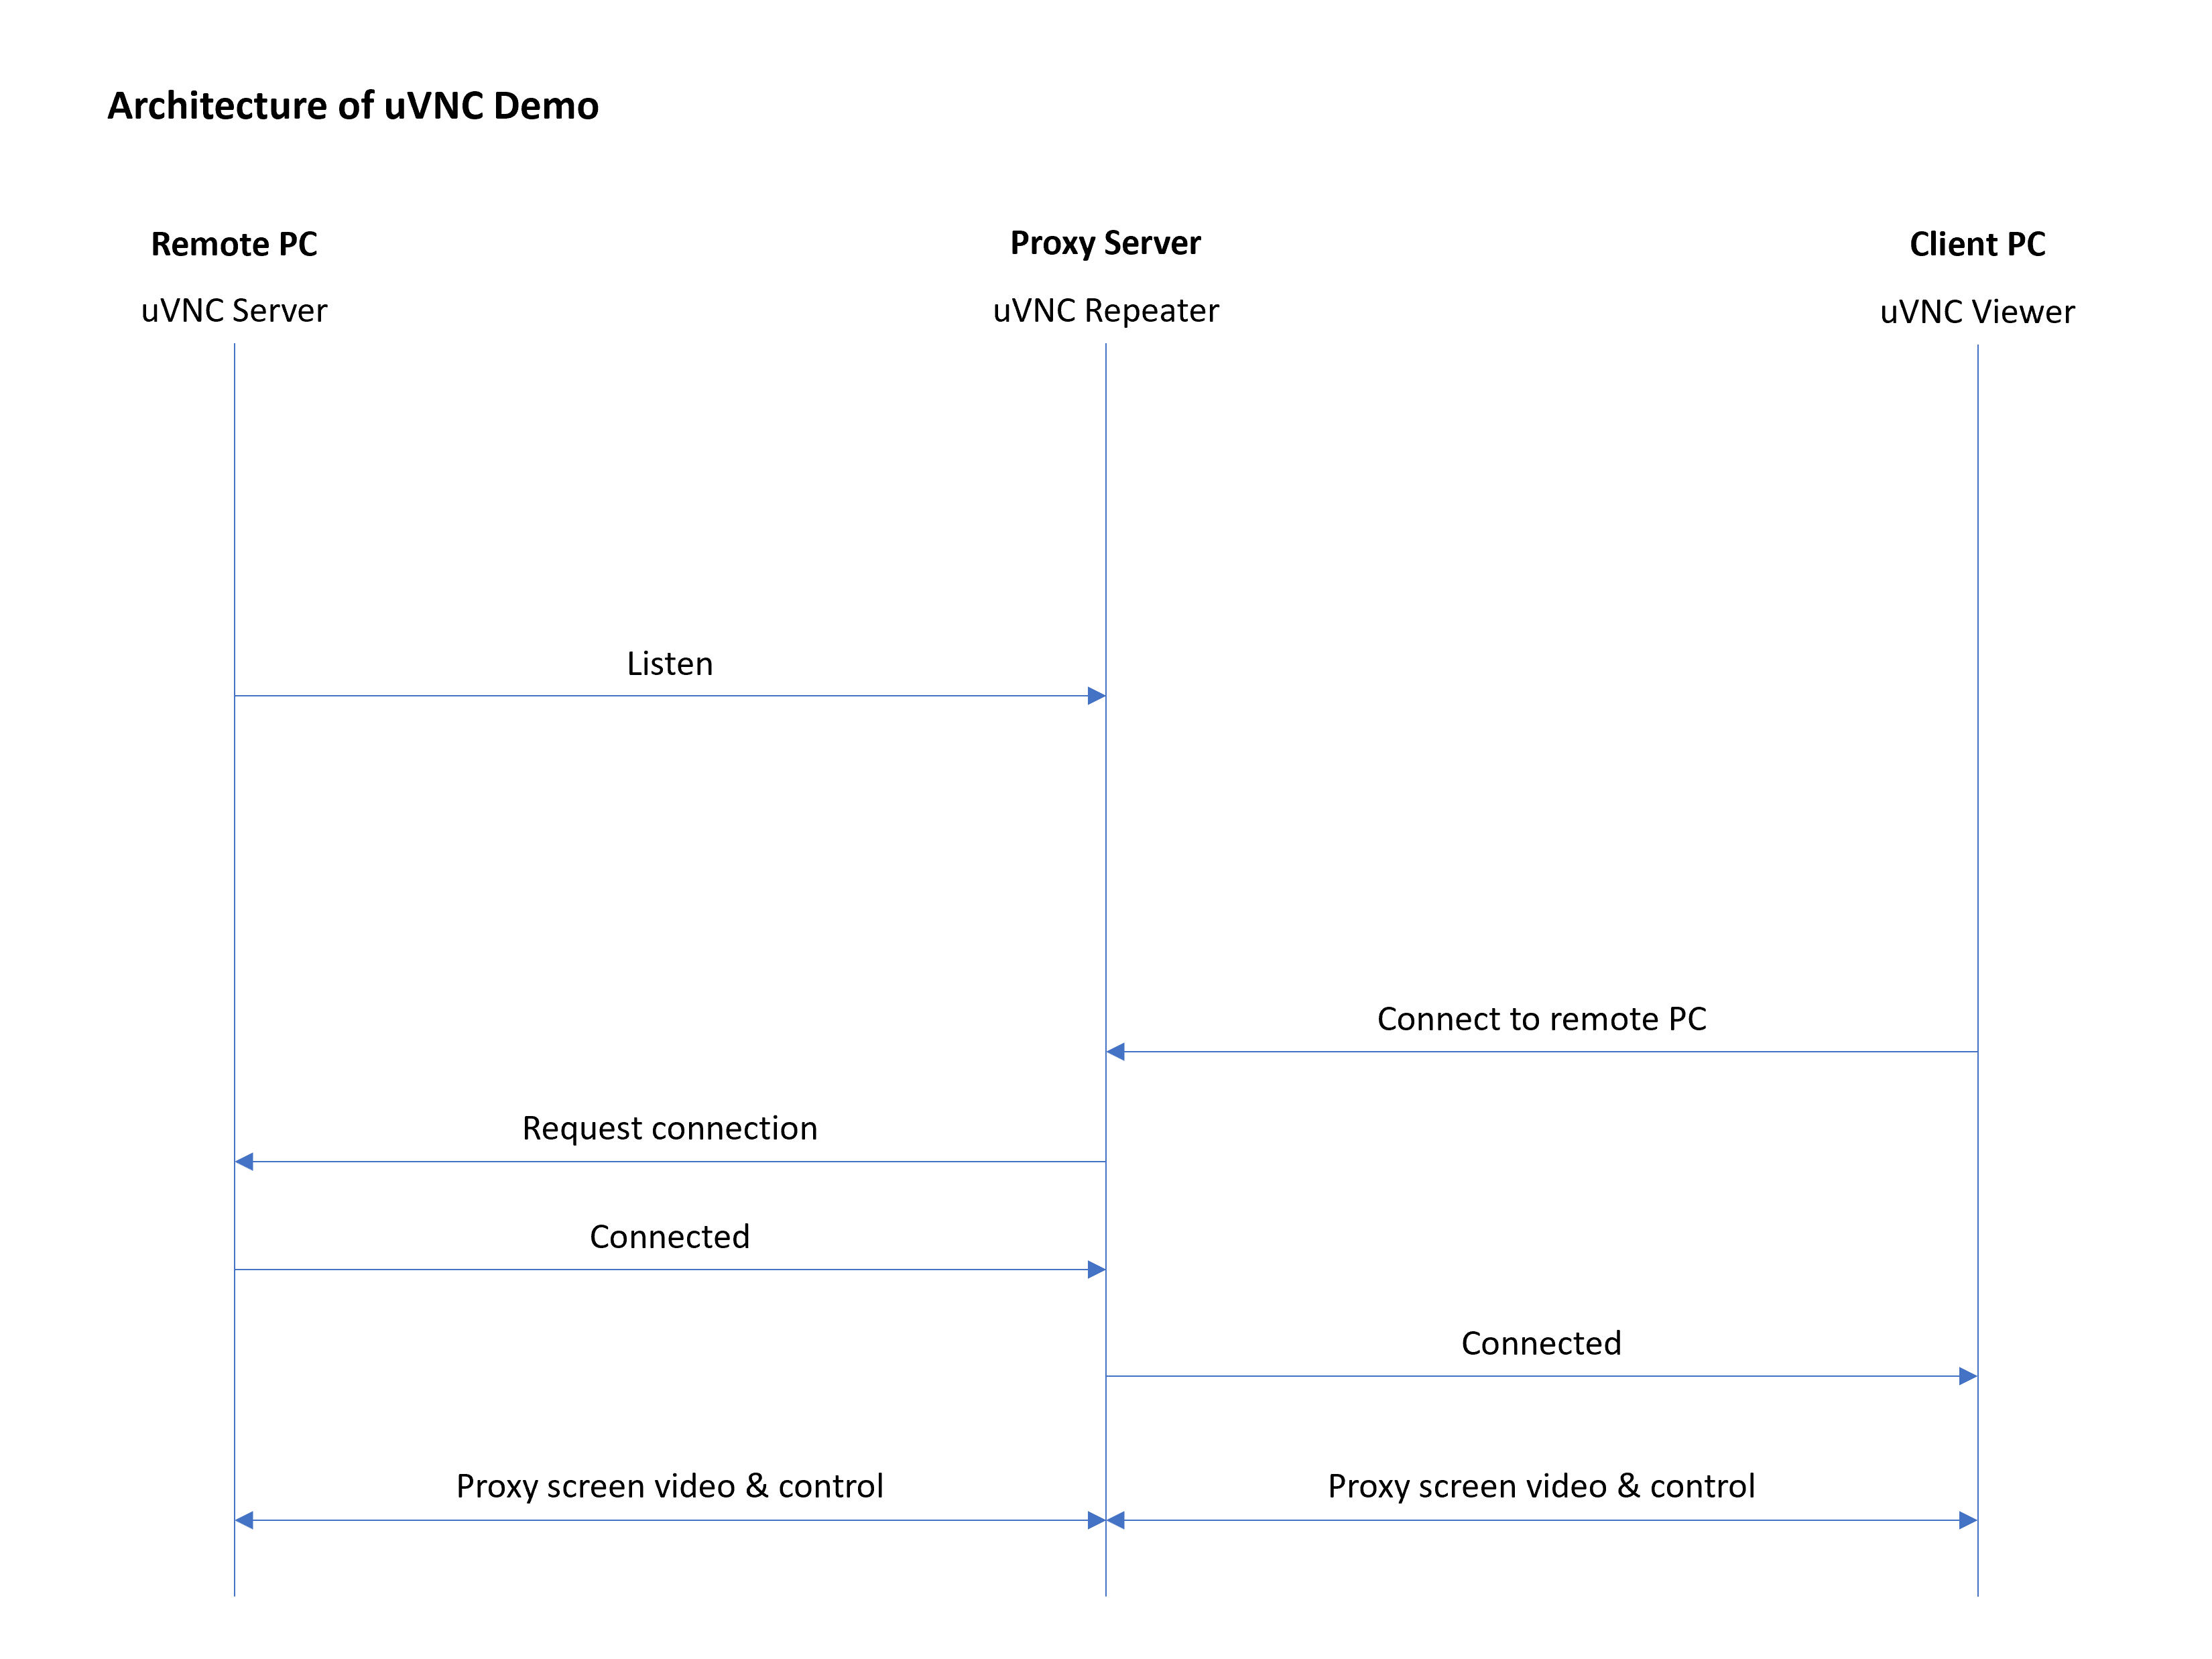 Architecture of uVNC Demo
Remote PC
Proxy Server
Client PC
uVNC Server
uVNC Repeater
uVNC Viewer
Listen
Connect to remote PC
Request connection
Connected
Connected
Proxy screen video & control
Proxy screen video & control